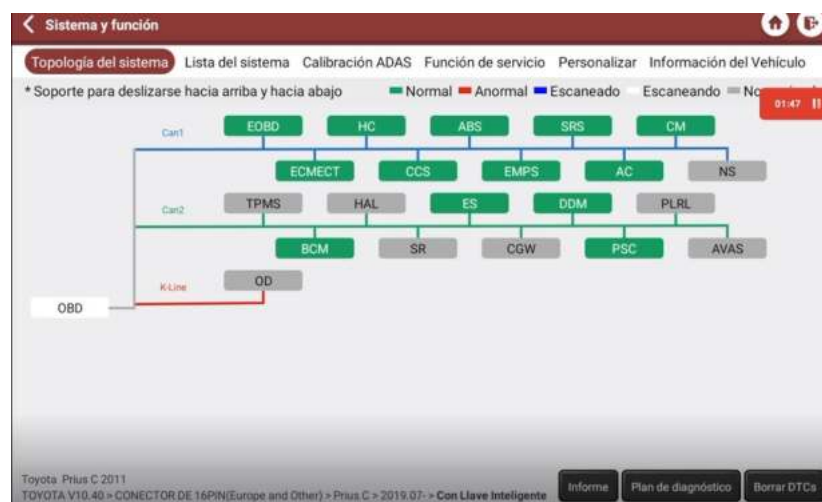 Sistema y función
Topología del sistema Lista del sistema Calibración ADAS Función de servicio Personalizar Información del Vehículo
* Soporte para deslizarse hacia arriba y hacia abajo Normal Anormal Escaneado Escaneando
01:47
Can1 EOBD HC ABS SRS CM
ECMECT CCS EMPS AC NS
Can2 TPMS HAL ES DDM PLRL
BCM SR CGW PSC AVAS
K-Line OD
OBD
Toyota Prius C 2011
TOYOTA V10.40 > CONECTOR DE 16PIN(Europe and Other) > Prius C > 2019.07- > Con Llave Inteligente
Informe Plan de diagnóstico Borrar DTCs